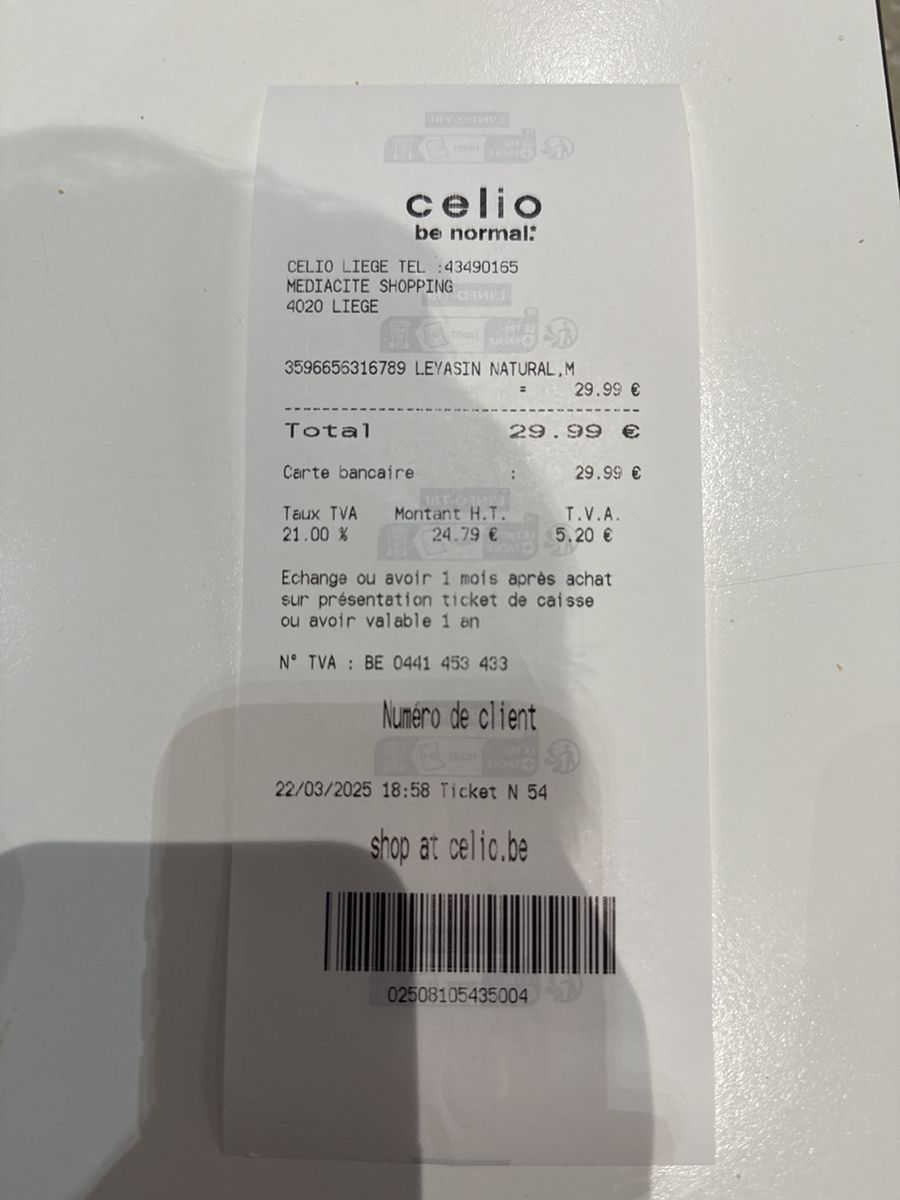 celio
be normal:*
CELIO LIEGE TEL :43490165
MEDIACITE SHOPPING
4020 LIEGE
3596656316789 LEYASIN NATURAL,M
= 29.99 €
Total 29.99 €
Carte bancaire : 29.99 €
Taux TVA Montant H.T. T.V.A.
21.00 % 24.79 € 5.20 €
Echange ou avoir 1 mois après achat
sur présentation ticket de caisse
ou avoir valable 1 an
N° TVA : BE 0441 453 433
Numéro de client
22/03/2025 18:58 Ticket N 54
shop at celio.be
02508105435004